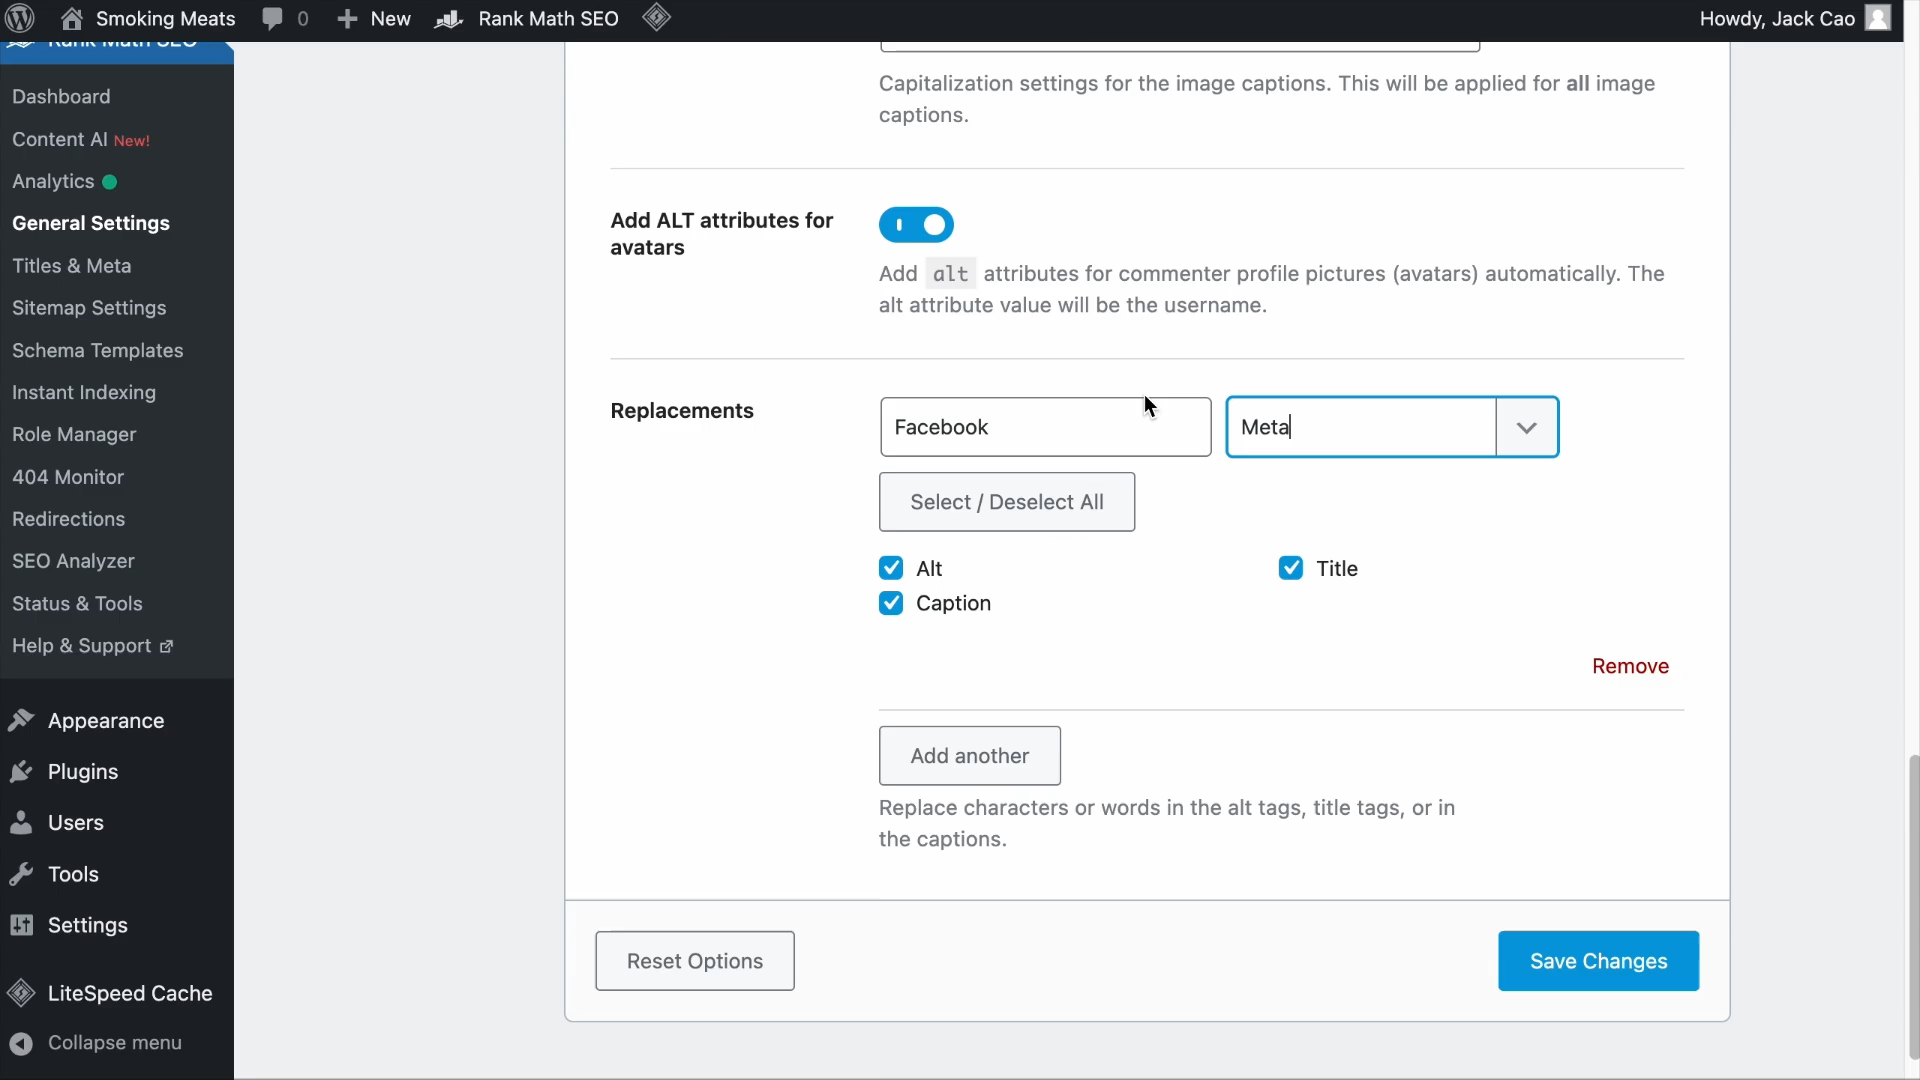 Smoking Meats
0
New
Rank Math SEO
Howdy, Jack Cao
Rank Math SEO
Dashboard
Content AI New!
Analytics
General Settings
Titles & Meta
Sitemap Settings
Schema Templates
Instant Indexing
Role Manager
404 Monitor
Redirections
SEO Analyzer
Status & Tools
Help & Support
Appearance
Plugins
Users
Tools
Settings
LiteSpeed Cache
Collapse menu
Capitalization settings for the image captions. This will be applied for all image
captions.
Add ALT attributes for
avatars
Add alt attributes for commenter profile pictures (avatars) automatically. The
alt attribute value will be the username.
Replacements
Facebook
Meta
Select / Deselect All
Alt
Title
Caption
Remove
Add another
Replace characters or words in the alt tags, title tags, or in
the captions.
Reset Options
Save Changes